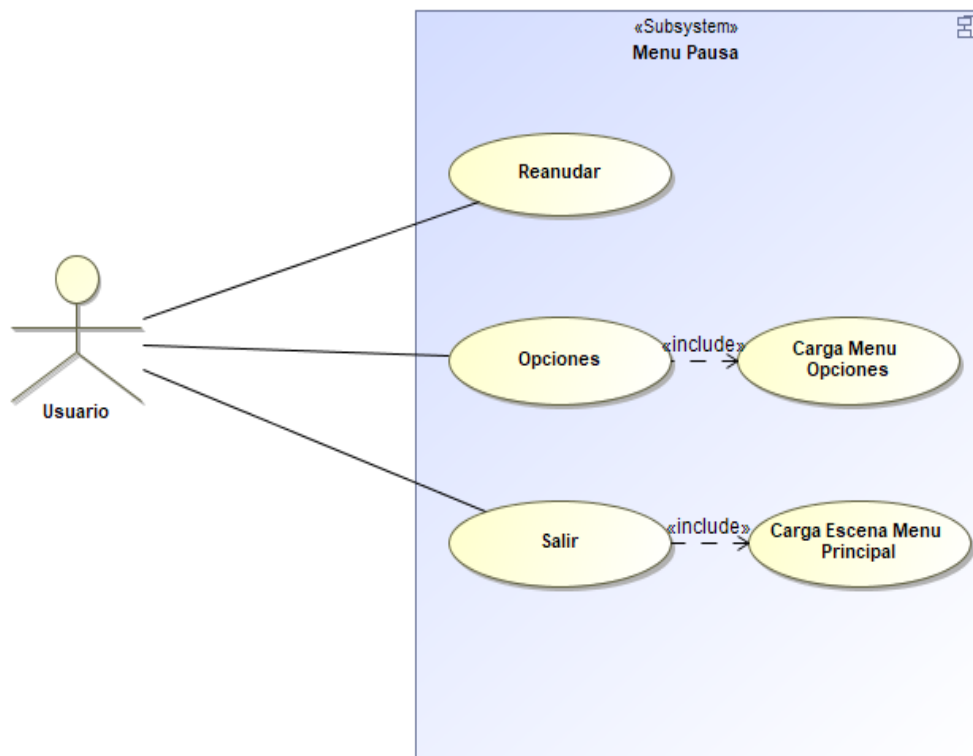 «Subsystem»
Menu Pausa
Reanudar
Usuario
Opciones
«include»
Carga Menu
Opciones
Salir
«include»
Carga Escena Menu
Principal